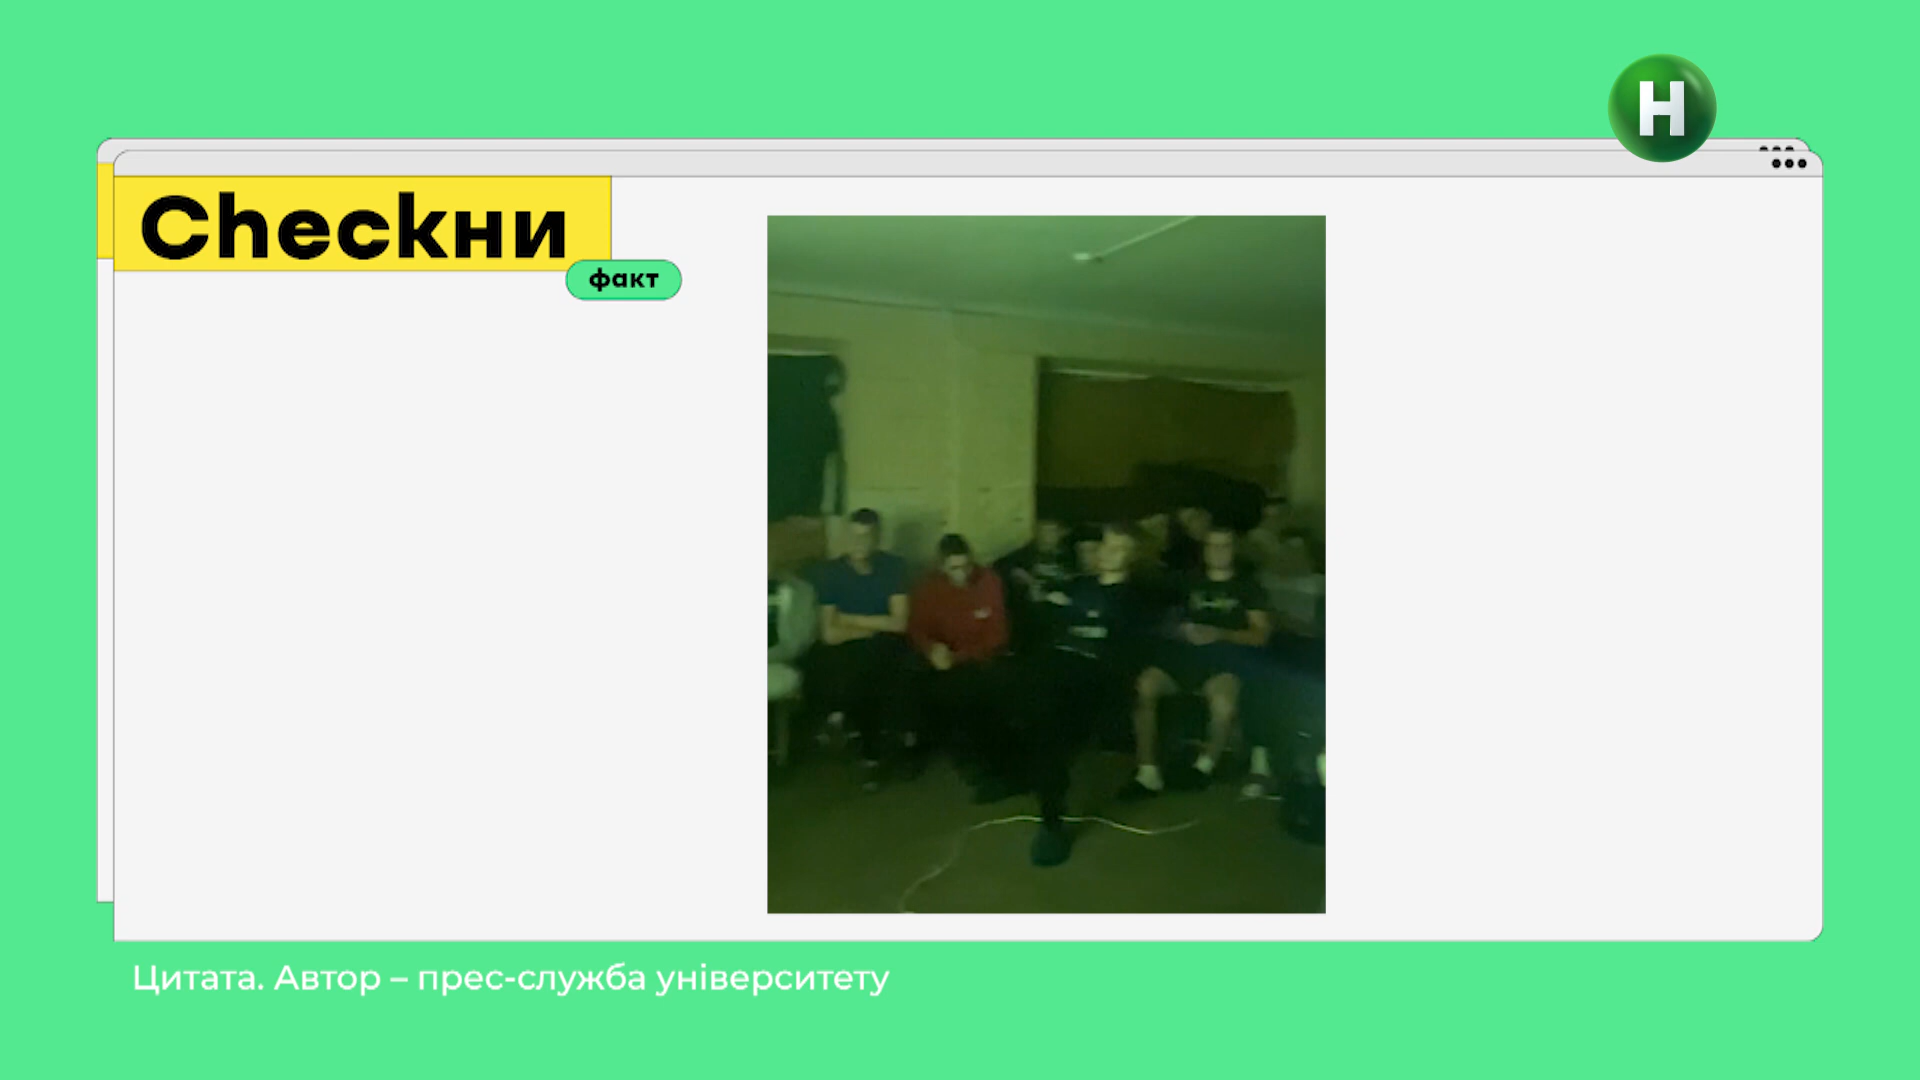 H
Checkни
факт
Цитата. Автор – прес-служба університету